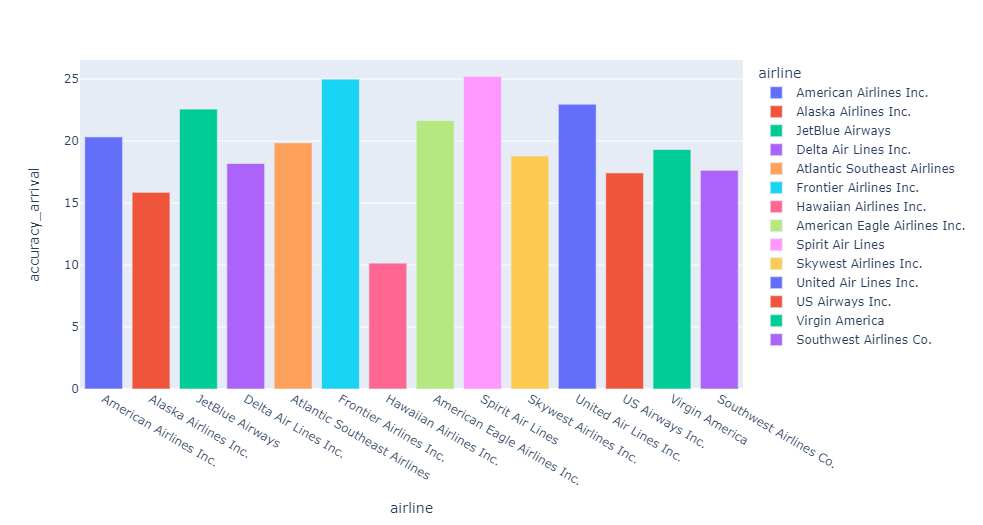 25
20
15
10
5
0
accuracy_arrival
American Airlines Inc.
Alaska Airlines Inc.
JetBlue Airways
Delta Air Lines Inc.
Atlantic Southeast Airlines
Frontier Airlines Inc.
Hawaiian Airlines Inc.
American Eagle Airlines Inc.
Spirit Air Lines
Skywest Airlines Inc.
United Air Lines Inc.
US Airways Inc.
Virgin America
Southwest Airlines Co.
airline
airline
American Airlines Inc.
Alaska Airlines Inc.
JetBlue Airways
Delta Air Lines Inc.
Atlantic Southeast Airlines
Frontier Airlines Inc.
Hawaiian Airlines Inc.
American Eagle Airlines Inc.
Spirit Air Lines
Skywest Airlines Inc.
United Air Lines Inc.
US Airways Inc.
Virgin America
Southwest Airlines Co.